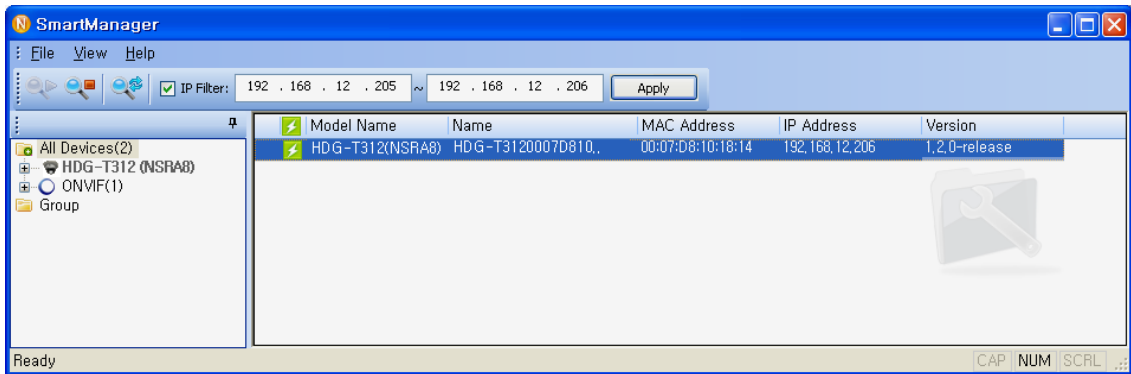 SmartManager
File View Help
IP Filter: 192 . 168 . 12 . 205 ~ 192 . 168 . 12 . 206 Apply
Model Name Name MAC Address IP Address Version
HDG-T312(NSRA8) HDG-T3120007D810,, 00:07:D8:10:18:14 192,168,12,206 1,2,0-release
All Devices(2)
HDG-T312 (NSRA8)
ONVIF(1)
Group
Ready CAP NUM SCRL